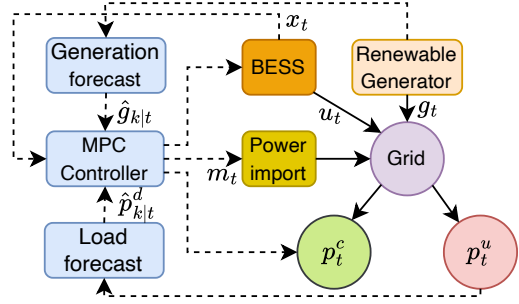 x_t
Generation
forecast
BESS
Renewable
Generator
ĝ_{k|t}
u_t
g_t
MPC
Controller
m_t
Power
import
Grid
p̂^d_{k|t}
Load
forecast
p^c_t
p^u_t